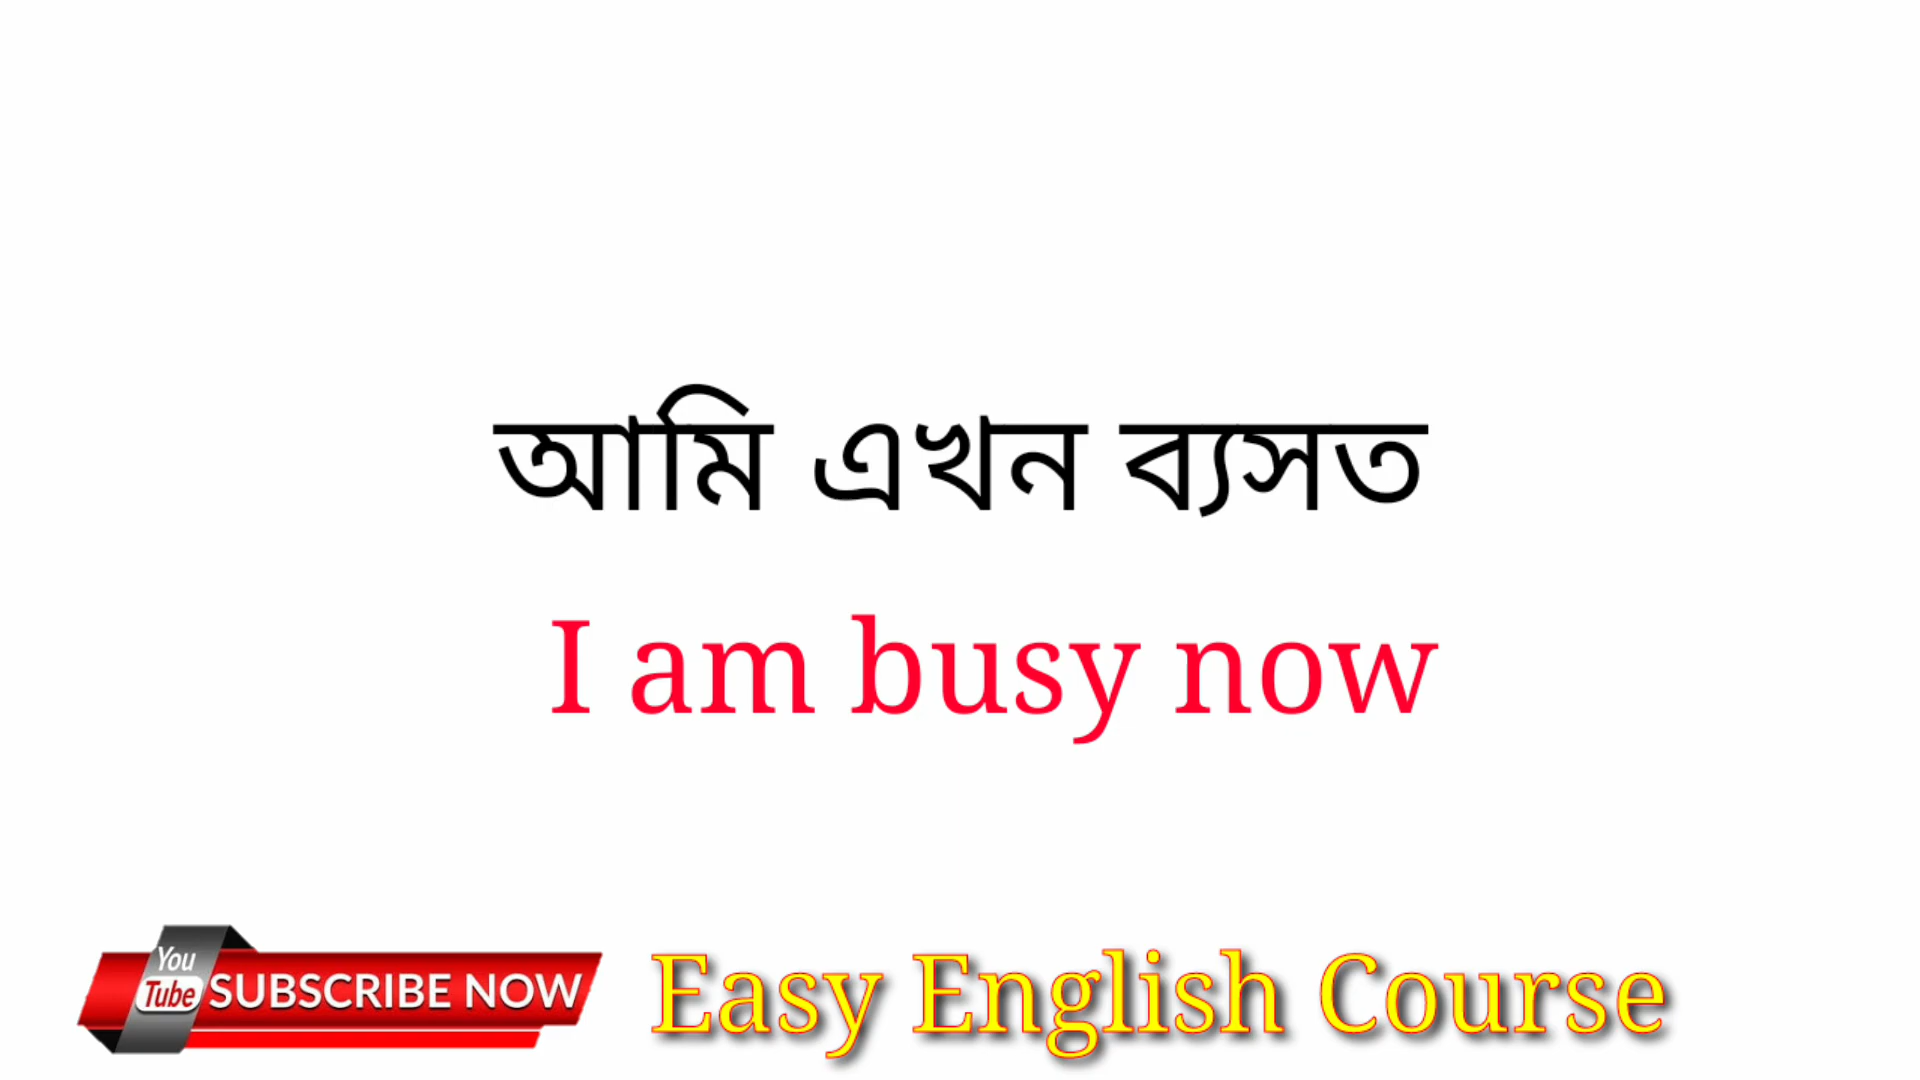 আমি এখন ব্যসত
I am busy now
You
Tube SUBSCRIBE NOW
Easy English Course